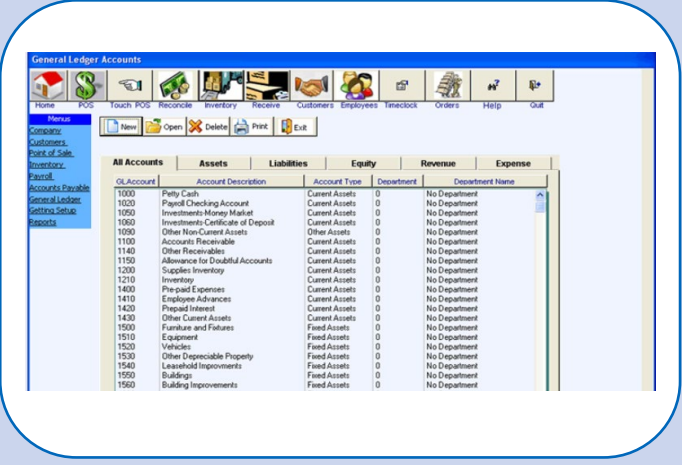 General Ledger Accounts
Home POS Touch POS Reconcile Inventory Receive Customers Employees Timeclock Orders Help Quit
Menus
Company
Customers
Point of Sale
Inventory
Payroll
Accounts Payable
General Ledger
Getting Setup
Reports
New Open Delete Print Exit
All Accounts Assets Liabilities Equity Revenue Expense
GLAccount Account Description Account Type Department Department Name
1000 Petty Cash Current Assets 0 No Department
1020 Payroll Checking Account Current Assets 0 No Department
1050 Investments-Money Market Current Assets 0 No Department
1060 Investments-Certificate of Deposit Current Assets 0 No Department
1090 Other Non-Current Assets Other Assets 0 No Department
1100 Accounts Receivable Current Assets 0 No Department
1140 Other Receivables Current Assets 0 No Department
1150 Allowance for Doubtful Accounts Current Assets 0 No Department
1200 Supplies Inventory Current Assets 0 No Department
1210 Inventory Current Assets 0 No Department
1400 Pre-paid Expenses Current Assets 0 No Department
1410 Employee Advances Current Assets 0 No Department
1420 Prepaid Interest Current Assets 0 No Department
1430 Other Current Assets Current Assets 0 No Department
1500 Furniture and Fixtures Fixed Assets 0 No Department
1510 Equipment Fixed Assets 0 No Department
1520 Vehicles Fixed Assets 0 No Department
1530 Other Depreciable Property Fixed Assets 0 No Department
1540 Leasehold Improvments Fixed Assets 0 No Department
1550 Buildings Fixed Assets 0 No Department
1560 Building Improvements Fixed Assets 0 No Department